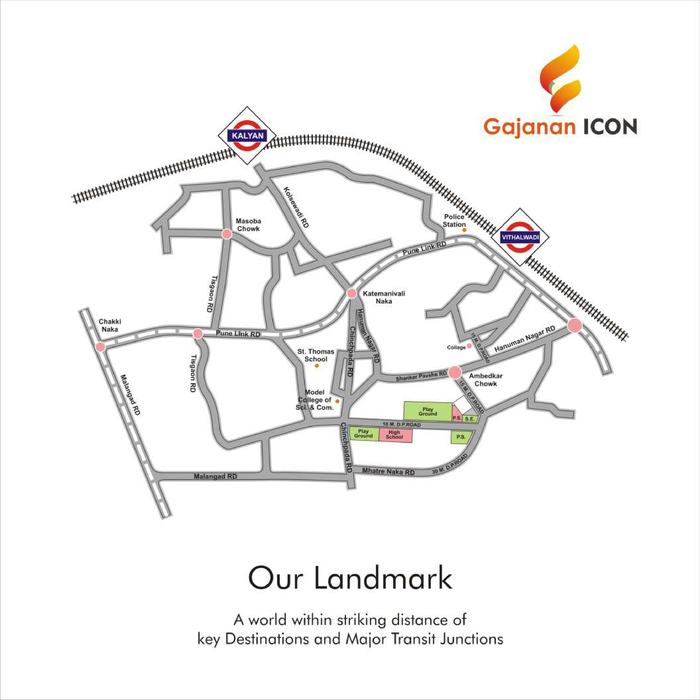 Gajanan ICON
KALYAN
VITHALWADI
Police
Station
Kolsewadi RD
Masoba
Chowk
Pune Link RD
Tisgaon RD
Katemanivali
Naka
Chakki
Naka
Pune Link RD
Hanuman Nagar RD
Hanuman Nagar RD
Chinchpada RD
St. Thomas
School
College
18 M. D.P.ROAD
Tisgaon RD
Malangad RD
Shankar Pavshe RD
Ambedkar
Chowk
Model
College of
Sci. & Com.
18 M. D.P.ROAD
Play
Ground
P.S.
S.E.
18 M. D.P.ROAD
Play
Ground
High
School
P.S.
Chinchpada RD
Malangad RD
Mhatre Naka RD
30 M. D.P.ROAD
Our Landmark
A world within striking distance of
key Destinations and Major Transit Junctions